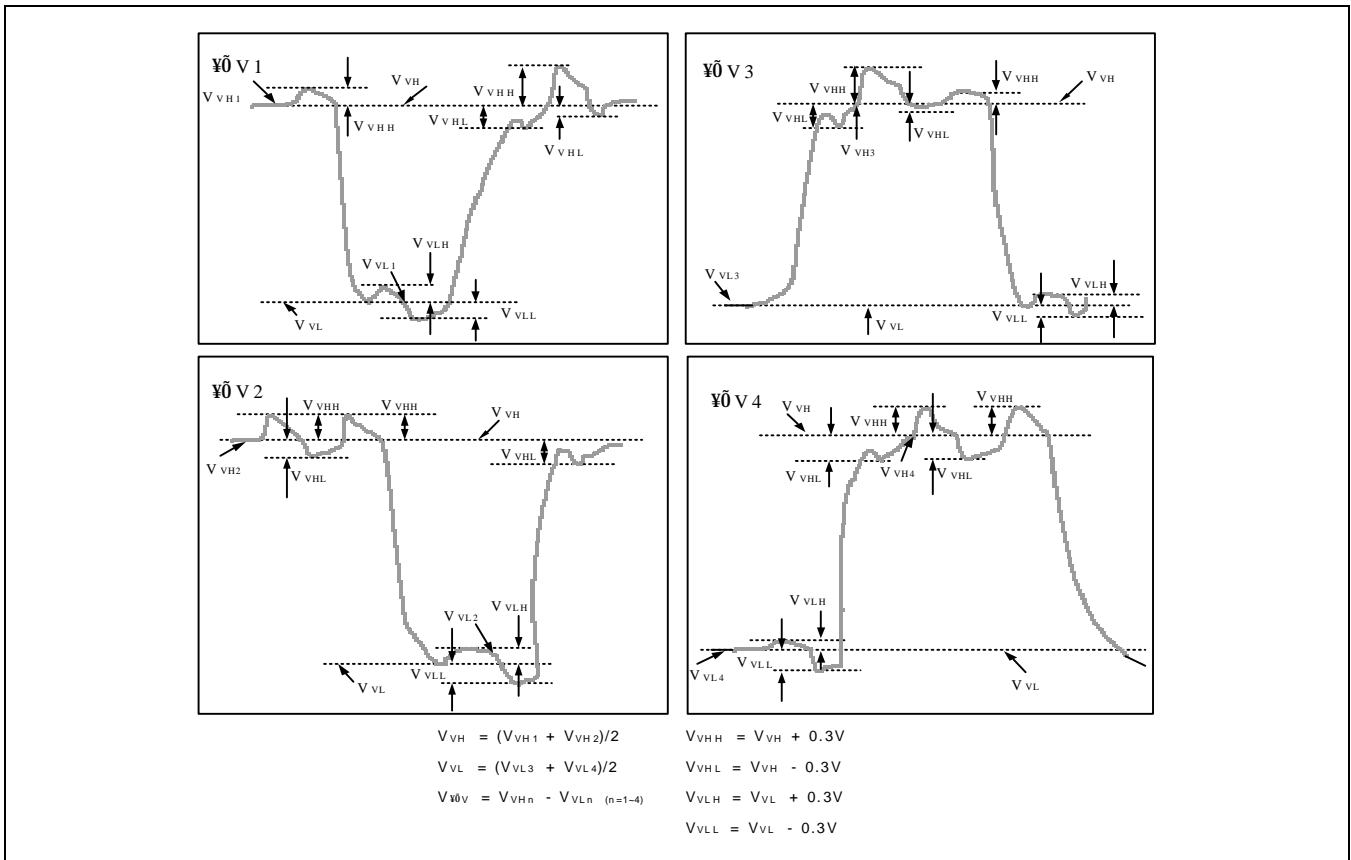 ¥Õ V 1
V VH1
V VHH
V VH
V VHH
V VHL
V VHL
V VLH
V VL1
V VLL
V VL
¥Õ V 3
V VHH
V VHL
V VH3
V VHL
V VHH
V VH
V VL3
V VL
V VLH
V VLL
¥Õ V 2
V VHH
V VHH
V VH
V VH2
V VHL
V VHL
V VL2
V VLH
V VLL
V VL
¥Õ V 4
V VH
V VHH
V VHH
V VHL
V VH4
V VHL
V VLH
V VLL
V VL4
V VL
V VH = (V VH1 + V VH2)/2
V VL = (V VL3 + V VL4)/2
V ¥ÕV = V VHn - V VLn (n=1~4)
V VHH = V VH + 0.3V
V VHL = V VH - 0.3V
V VLH = V VL + 0.3V
V VLL = V VL - 0.3V